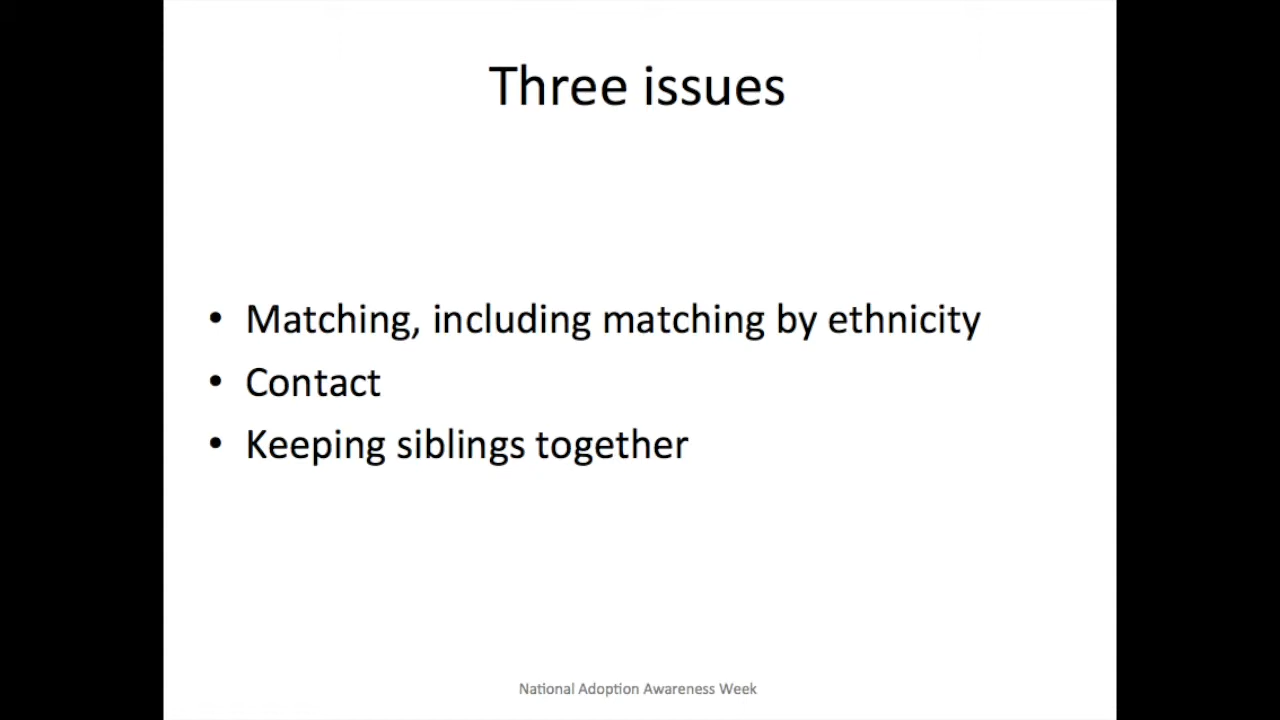 Three issues
• Matching, including matching by ethnicity
• Contact
• Keeping siblings together
National Adoption Awareness Week